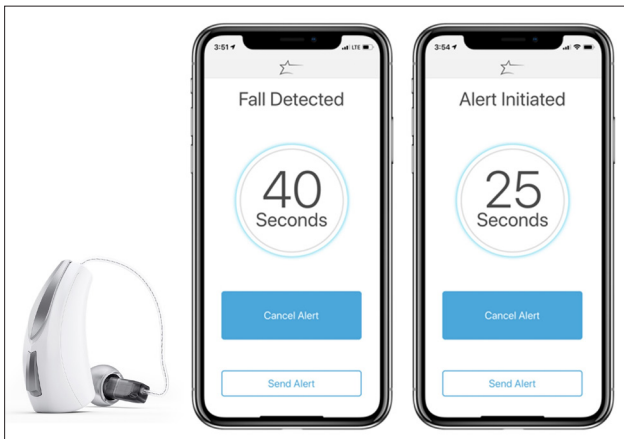 3:51
LTE
Fall Detected
40
Seconds
Cancel Alert
Send Alert
3:54
Alert Initiated
25
Seconds
Cancel Alert
Send Alert